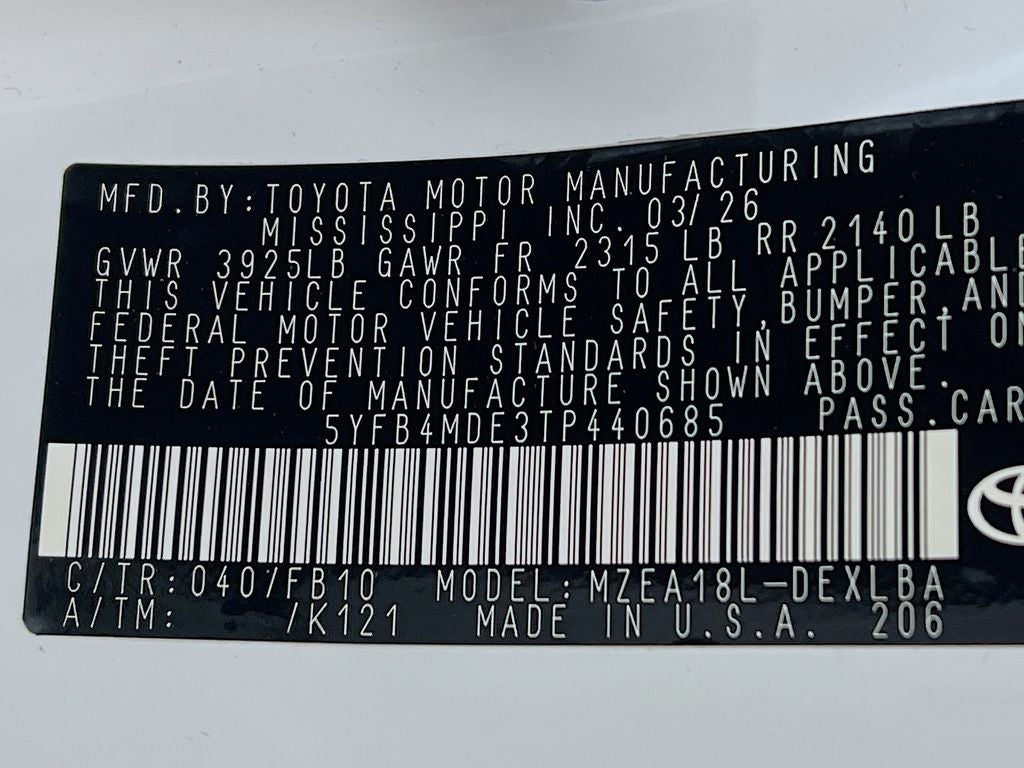 MFD.BY:TOYOTA MOTOR MANUFACTURING
MISSISSIPPI INC. 03/26
GVWR 3925LB GAWR FR 2315 LB RR 2140 LB
THIS VEHICLE CONFORMS TO ALL APPLICABLE
FEDERAL MOTOR VEHICLE SAFETY,BUMPER,AND
THEFT PREVENTION STANDARDS IN EFFECT ON
THE DATE OF MANUFACTURE SHOWN ABOVE.
5YFB4MDE3TP440685 PASS.CAR
C/TR:040/FB10 MODEL:MZEA18L-DEXLBA
A/TM: /K121 MADE IN U.S.A. 206